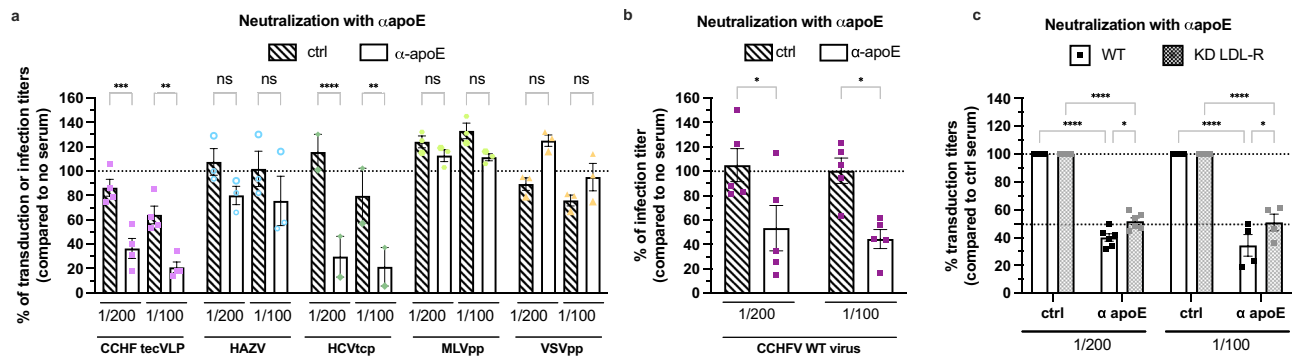 a
Neutralization with αapoE
ctrl α-apoE
% of transduction or infection titers
(compared to no serum)
160
140
120
100
80
60
40
20
0
*** ** ns ns **** ** ns ns ns ns
1/200 1/100 1/200 1/100 1/200 1/100 1/200 1/100 1/200 1/100
CCHF tecVLP HAZV HCVtcp MLVpp VSVpp
b
Neutralization with αapoE
ctrl α-apoE
% of infection titer
(compared to no serum)
160
140
120
100
80
60
40
20
0
* *
1/200 1/100
CCHFV WT virus
c
Neutralization with αapoE
WT KD LDL-R
% transduction titers
(compared to ctrl serum)
140
120
100
80
60
40
20
0
**** ****
**** * **** *
ctrl α apoE ctrl α apoE
1/200 1/100